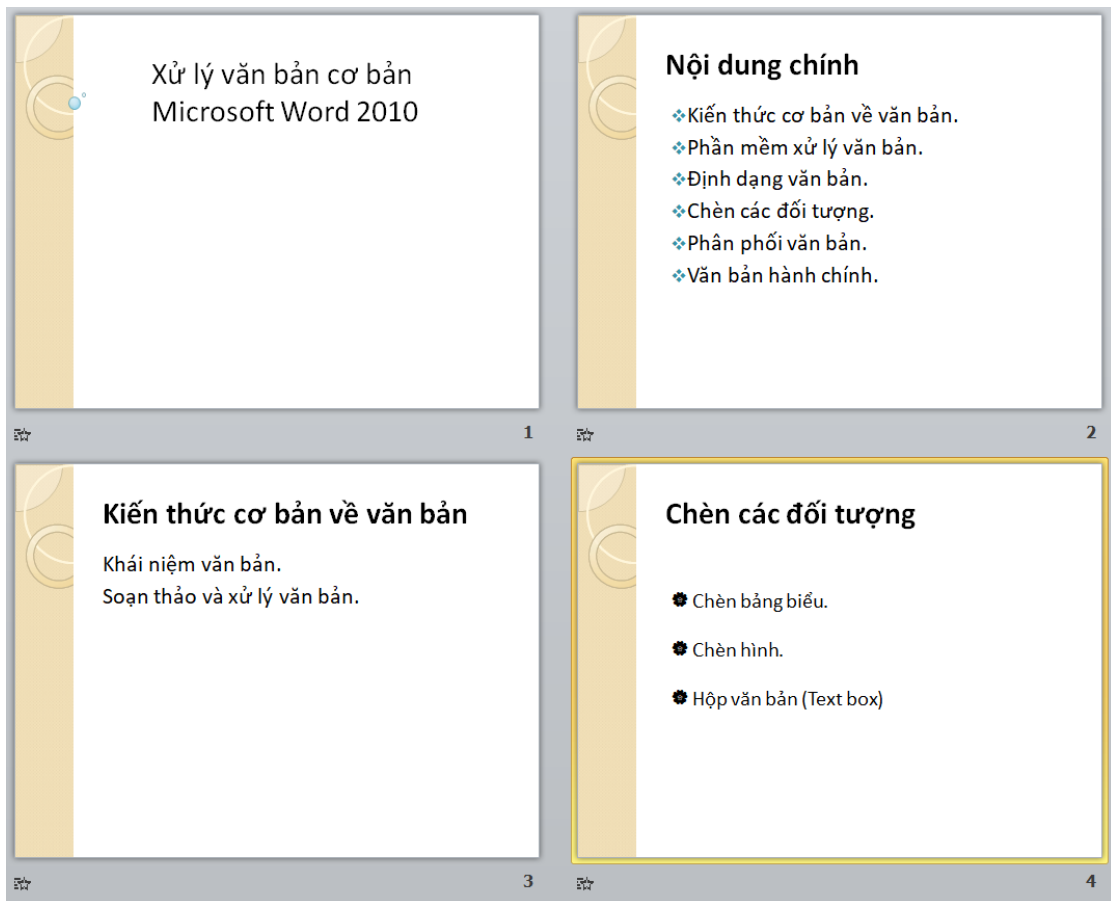 Xử lý văn bản cơ bản
Microsoft Word 2010
1
Nội dung chính
❖Kiến thức cơ bản về văn bản.
❖Phần mềm xử lý văn bản.
❖Định dạng văn bản.
❖Chèn các đối tượng.
❖Phân phối văn bản.
❖Văn bản hành chính.
2
Kiến thức cơ bản về văn bản
Khái niệm văn bản.
Soạn thảo và xử lý văn bản.
3
Chèn các đối tượng
Chèn bảng biểu.
Chèn hình.
Hộp văn bản (Text box)
4